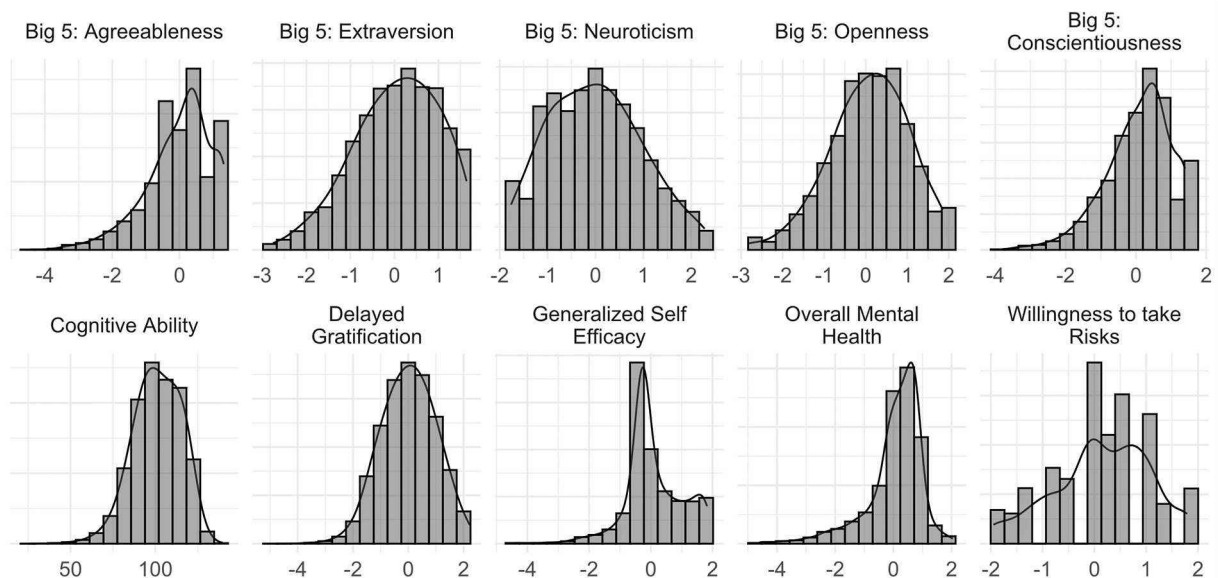 Big 5: Agreeableness
Big 5: Extraversion
Big 5: Neuroticism
Big 5: Openness
Big 5:
Conscientiousness
-4 -2 0
-3 -2 -1 0 1
-2 -1 0 1 2
-3 -2 -1 0 1 2
-4 -2 0
Cognitive Ability
Delayed
Gratification
Generalized Self
Efficacy
Overall Mental
Health
Willingness to take
Risks
50 100
-4 -2 0 2
-4 -2 0 2
-4 -2 0 2
-2 -1 0 1 2